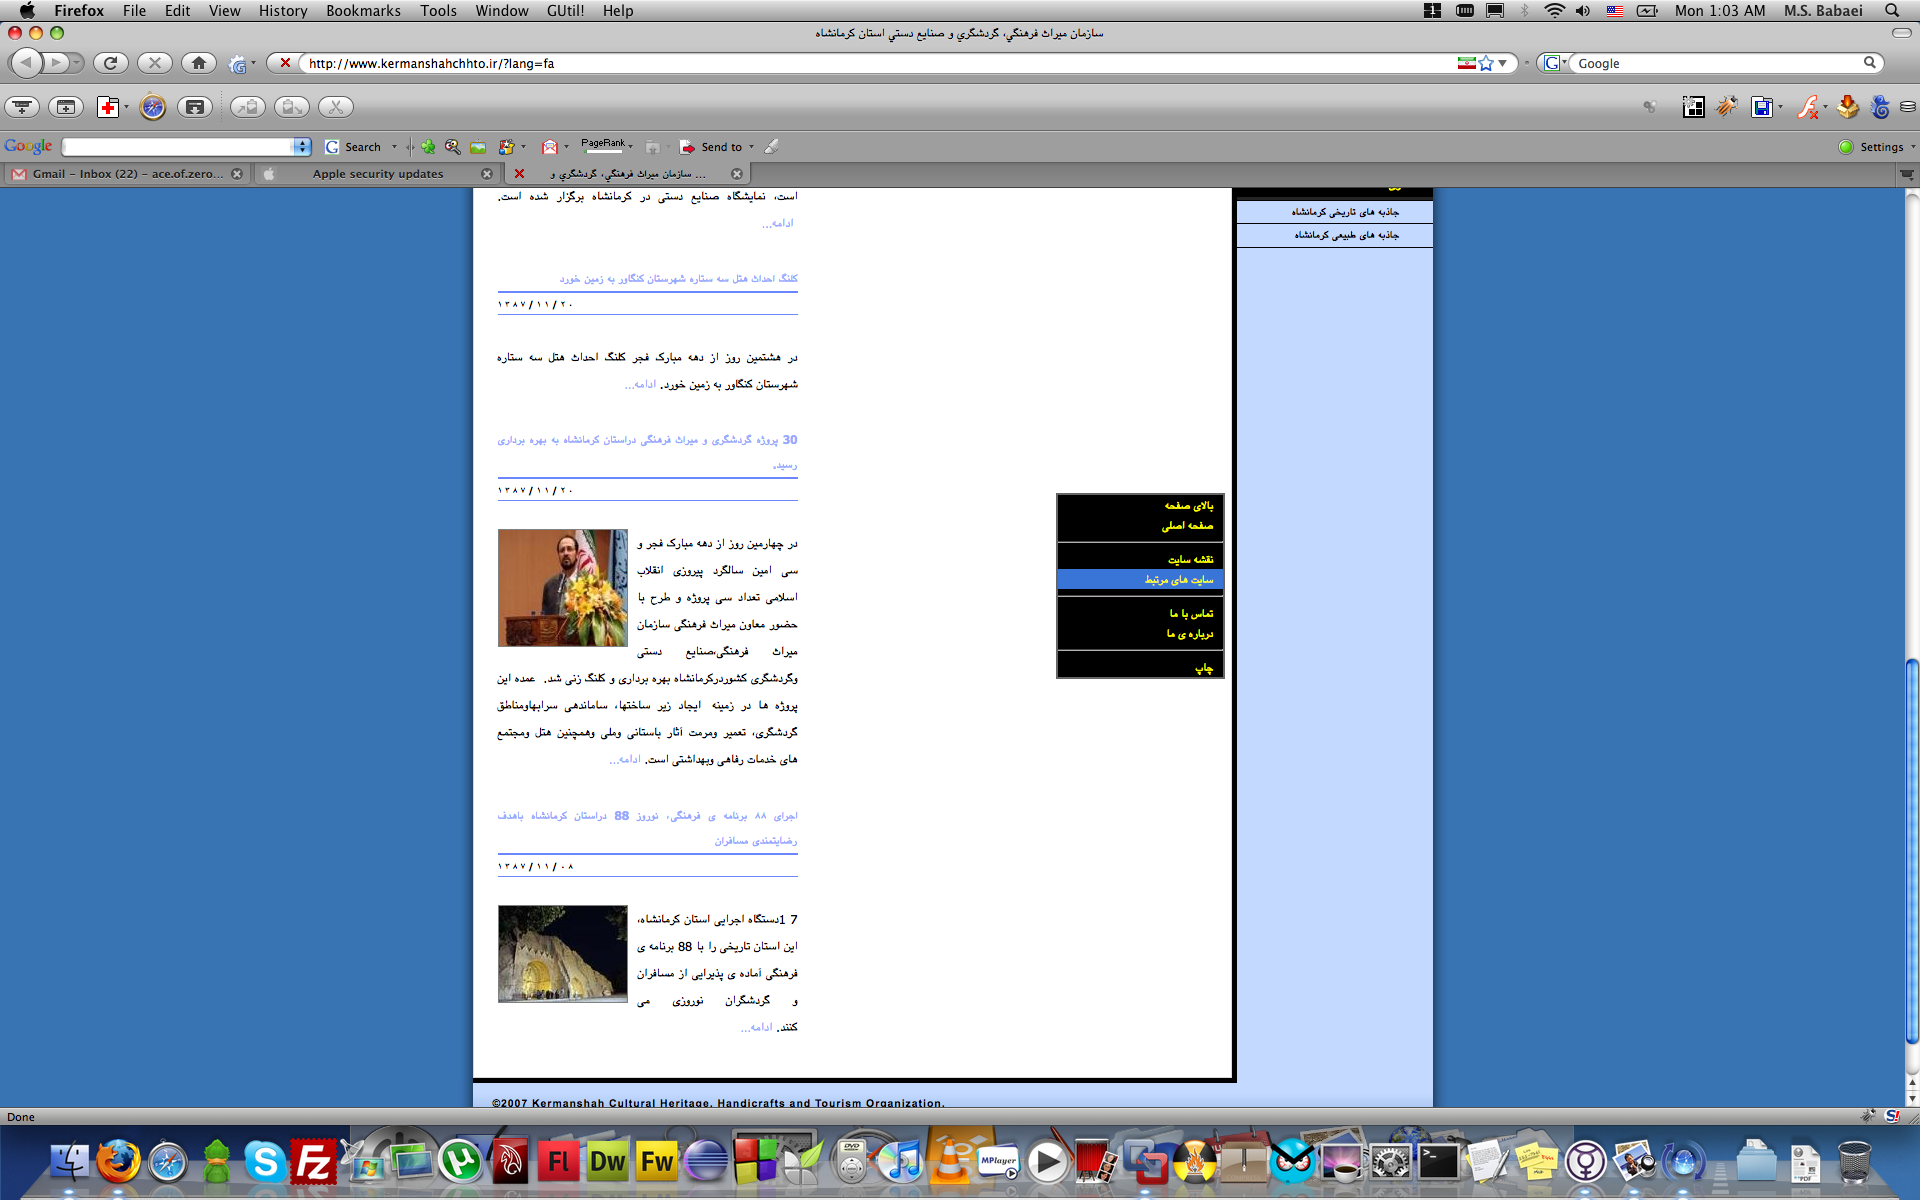 Firefox File Edit View History Bookmarks Tools Window GUtil! Help
Mon 1:03 AM M.S. Babaei
سازمان ميراث فرهنگي، گردشگري و صنايع دستي استان كرمانشاه
http://www.kermanshahchhto.ir/?lang=fa
Google
Google Search PageRank Send to Settings
Gmail - Inbox (22) - ace.of.zero... Apple security updates سازمان ميراث فرهنگي، گردشگري و ...
است، نمایشگاه صنایع دستی در کرمانشاه برگزار شده است.
ادامه...
کلنگ احداث هتل سه ستاره شهرستان کنگاور به زمین خورد
۱۳۸۷/۱۱/۲۰
در هشتمین روز از دهه مبارک فجر کلنگ احداث هتل سه ستاره
شهرستان کنگاور به زمین خورد. ادامه...
30 پروژه گردشگری و میراث فرهنگی دراستان کرمانشاه به بهره برداری
رسید.
۱۳۸۷/۱۱/۲۰
در چهارمین روز از دهه مبارک فجر و
سی امین سالگرد پیروزی انقلاب
اسلامی تعداد سی پروژه و طرح با
حضور معاون میراث فرهنگی سازمان
میراث فرهنگی،صنایع دستی
وگردشگری کشوردرکرمانشاه بهره برداری و کلنگ زنی شد. عمده این
پروژه ها در زمینه ایجاد زیر ساختها، ساماندهی سرابهاومناطق
گردشگری، تعمیر ومرمت آثار باستانی وملی وهمچنین هتل ومجتمع
های خدمات رفاهی وبهداشتی است. ادامه...
اجرای ۸۸ برنامه ی فرهنگی، نوروز 88 دراستان کرمانشاه باهدف
رضایتمندی مسافران
۱۳۸۷/۱۱/۰۸
7 1دستگاه اجرایی استان کرمانشاه،
این استان تاریخی را با 88 برنامه ی
فرهنگی آماده ی پذیرایی از مسافران
و گردشگران نوروزی می
کنند. ادامه...
جاذبه های تاریخی کرمانشاه
جاذبه های طبیعی کرمانشاه
بالای صفحه
صفحه اصلی
نقشه سایت
سایت های مرتبط
تماس با ما
درباره ی ما
چاپ
©2007 Kermanshah Cultural Heritage, Handicrafts and Tourism Organization.
Done
Fz
Fl
Dw
Fw
DVD
MPlayer
PDF